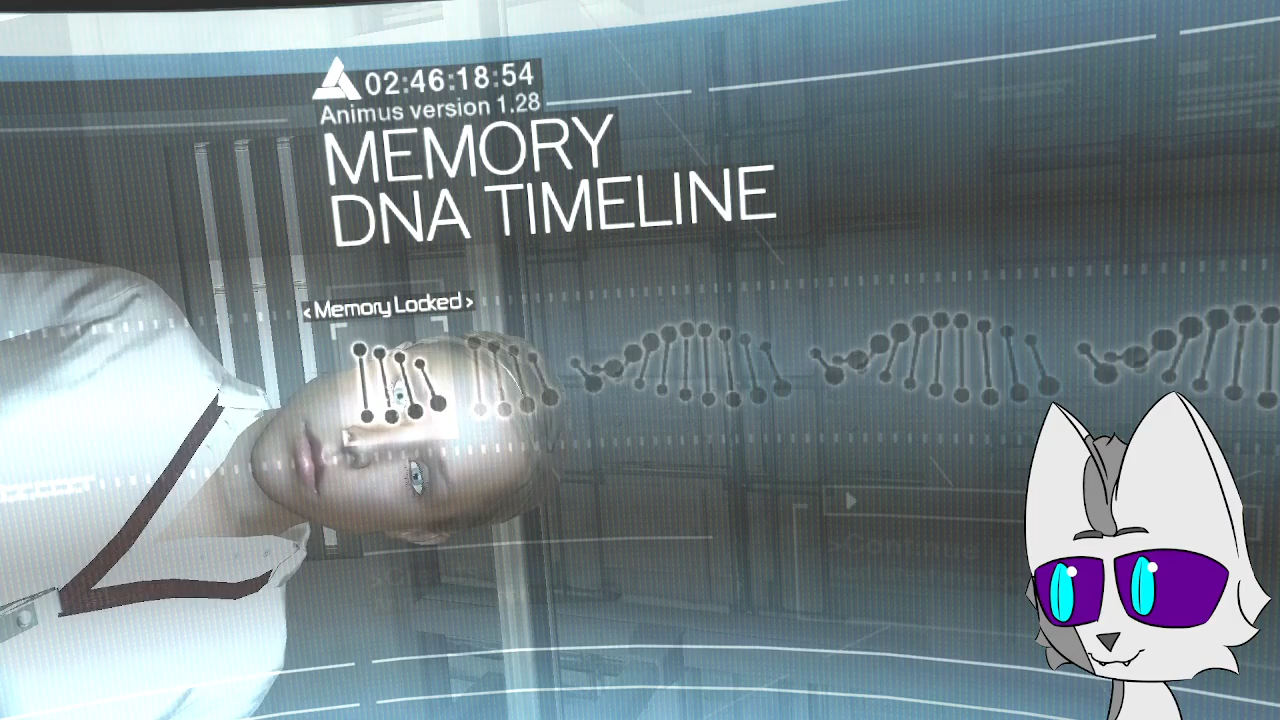 02:46:18:54
Animus version 1.28
MEMORY
DNA TIMELINE
< Memory Locked >